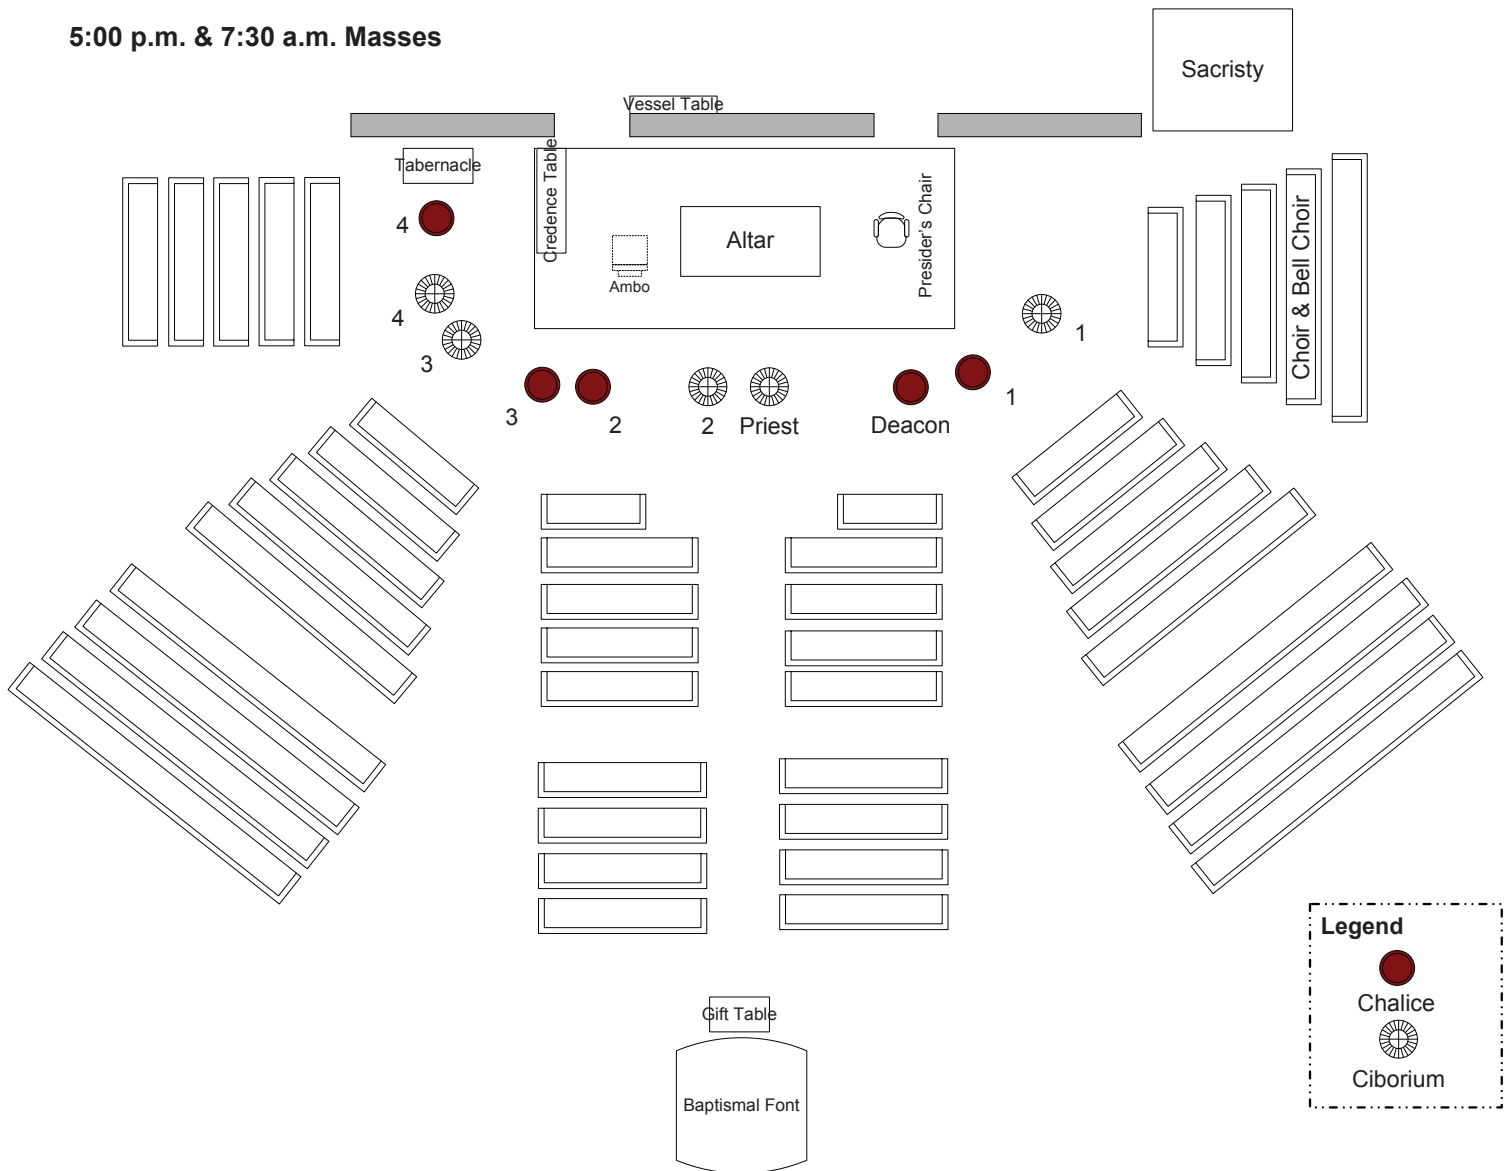 5:00 p.m. & 7:30 a.m. Masses
Sacristy
Vessel Table
Tabernacle
Credence Table
4
Altar
Ambo
Presider's Chair
Choir & Bell Choir
4
3
1
3
2
2
Priest
Deacon
1
Legend
Chalice
Ciborium
Gift Table
Baptismal Font